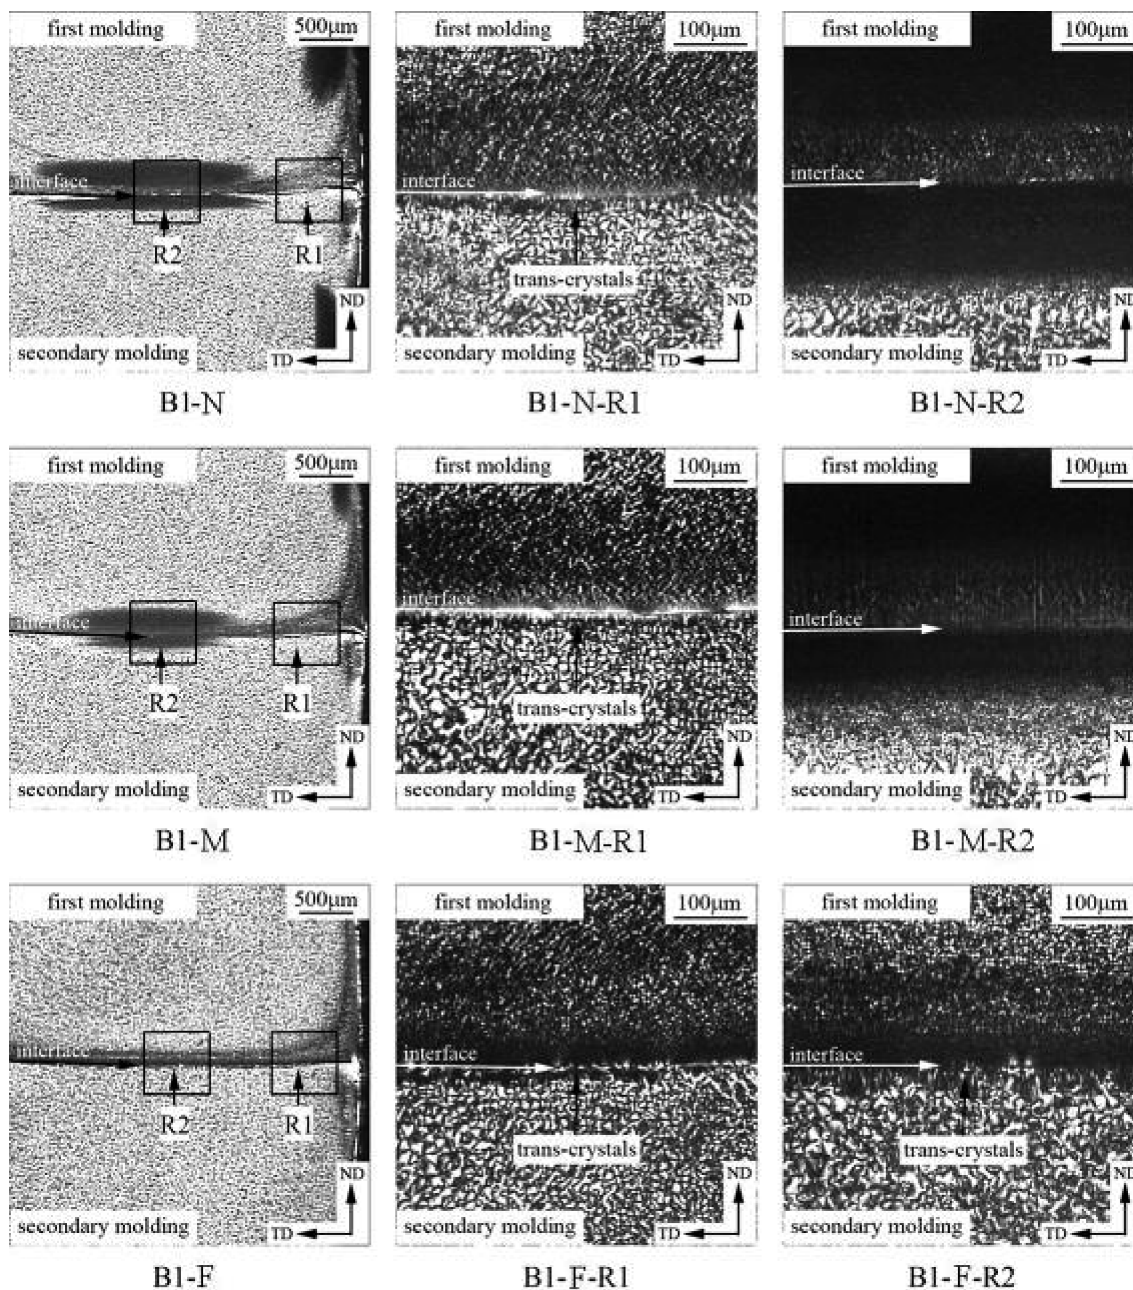 first molding
500μm
interface
R2
R1
ND
secondary molding
TD
B1-N
first molding
100μm
interface
trans-crystals
ND
secondary molding
TD
B1-N-R1
first molding
100μm
interface
ND
secondary molding
TD
B1-N-R2
first molding
500μm
interface
R2
R1
ND
secondary molding
TD
B1-M
first molding
100μm
interface
trans-crystals
ND
secondary molding
TD
B1-M-R1
first molding
100μm
interface
ND
secondary molding
TD
B1-M-R2
first molding
500μm
interface
R2
R1
ND
secondary molding
TD
B1-F
first molding
100μm
interface
trans-crystals
ND
secondary molding
TD
B1-F-R1
first molding
100μm
interface
trans-crystals
ND
secondary molding
TD
B1-F-R2